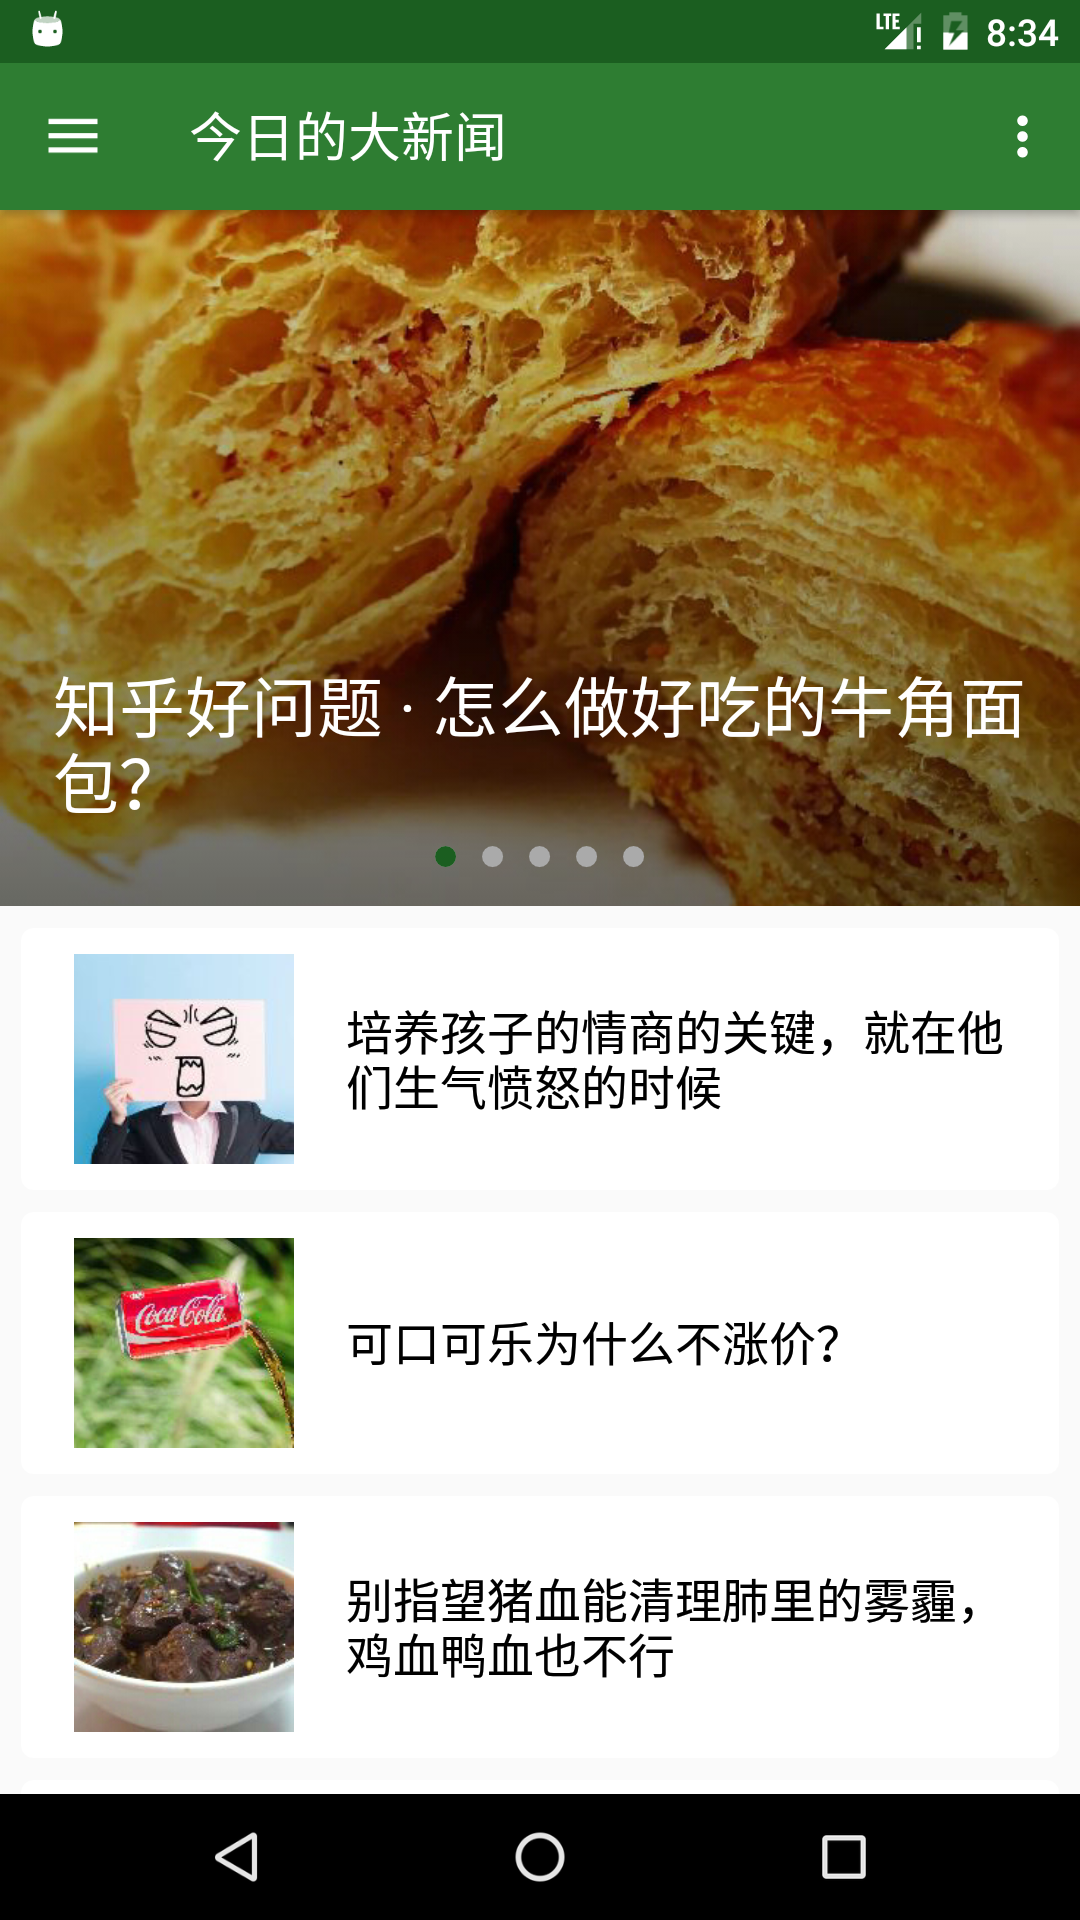 LTE 8:34
今日的大新闻
知乎好问题 · 怎么做好吃的牛角面
包？
培养孩子的情商的关键，就在他
们生气愤怒的时候
Coca-Cola
可口可乐为什么不涨价？
别指望猪血能清理肺里的雾霾，
鸡血鸭血也不行